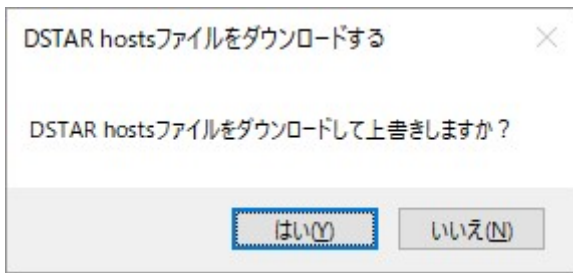 DSTAR hostsファイルをダウンロードする
DSTAR hostsファイルをダウンロードして上書きしますか？
はい(Y)
いいえ(N)